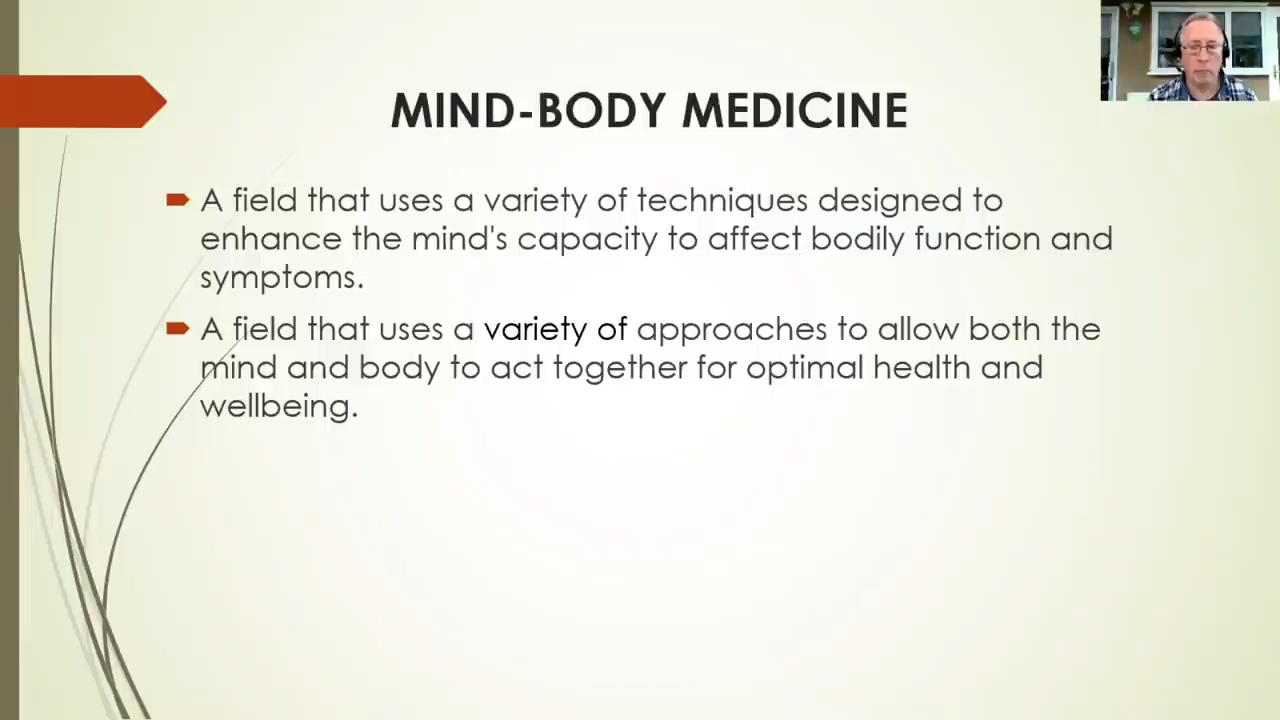 MIND-BODY MEDICINE
A field that uses a variety of techniques designed to
enhance the mind's capacity to affect bodily function and
symptoms.
A field that uses a variety of approaches to allow both the
mind and body to act together for optimal health and
wellbeing.